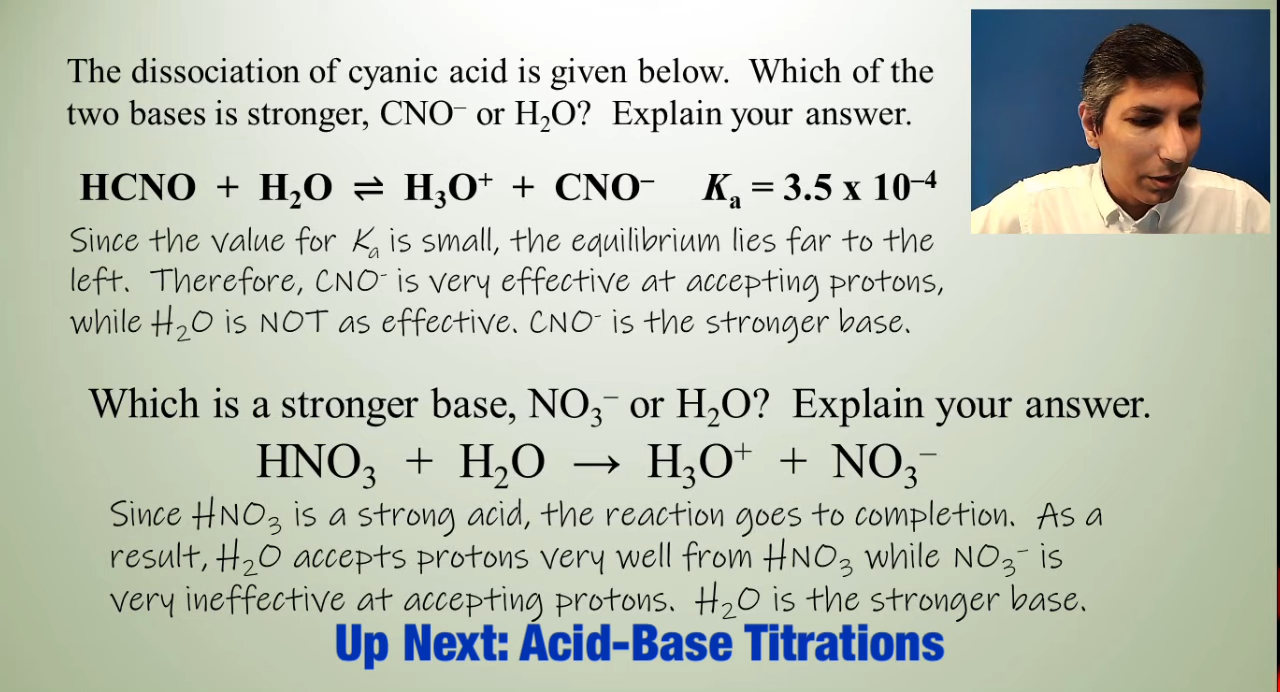 The dissociation of cyanic acid is given below. Which of the
two bases is stronger, CNO⁻ or H₂O? Explain your answer.
HCNO + H₂O ⇌ H₃O⁺ + CNO⁻ Kₐ = 3.5 x 10⁻⁴
Since the value for Kₐ is small, the equilibrium lies far to the
left. Therefore, CNO⁻ is very effective at accepting protons,
while H₂O is NOT as effective. CNO⁻ is the stronger base.
Which is a stronger base, NO₃⁻ or H₂O? Explain your answer.
HNO₃ + H₂O → H₃O⁺ + NO₃⁻
Since HNO₃ is a strong acid, the reaction goes to completion. As a
result, H₂O accepts protons very well from HNO₃ while NO₃⁻ is
very ineffective at accepting protons. H₂O is the stronger base.
Up Next: Acid-Base Titrations